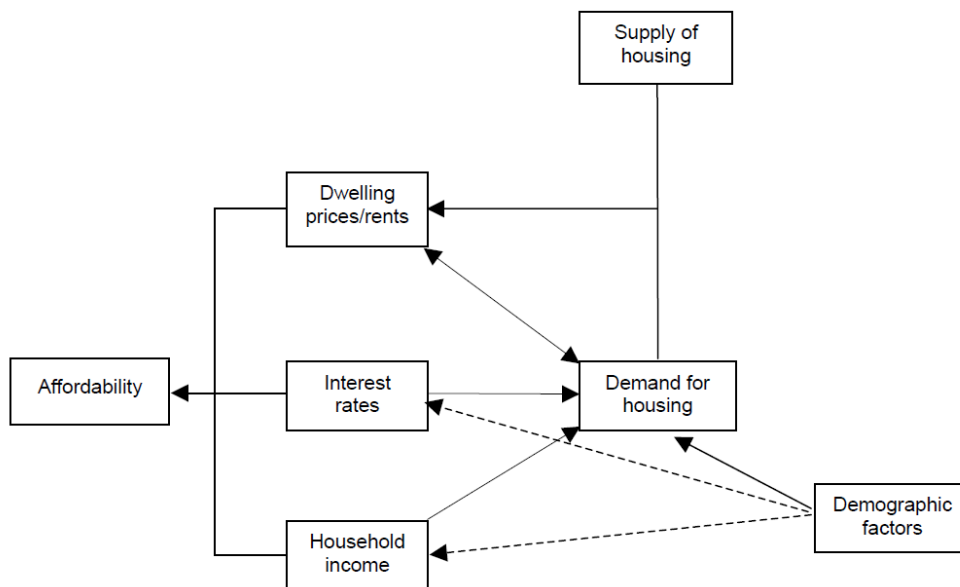 Supply of
housing
Dwelling
prices/rents
Affordability
Interest
rates
Demand for
housing
Demographic
factors
Household
income